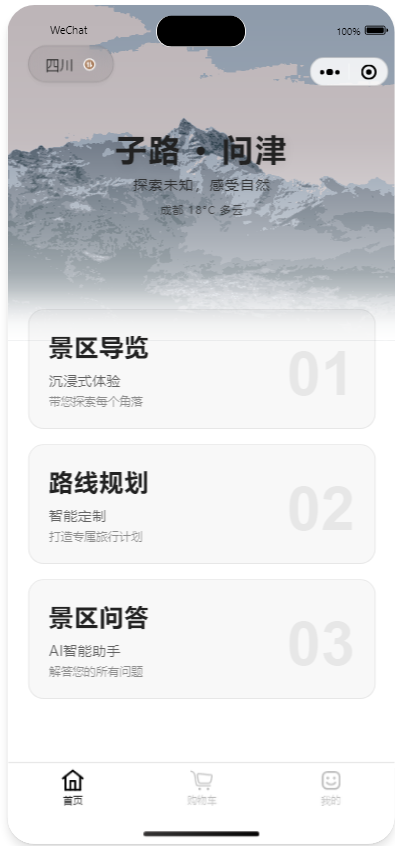 WeChat
100%
四川
子路 · 问津
探索未知，感受自然
成都 18°C 多云
景区导览
沉浸式体验
带您探索每个角落
01
路线规划
智能定制
打造专属旅行计划
02
景区问答
AI智能助手
解答您的所有问题
03
首页
购物车
我的